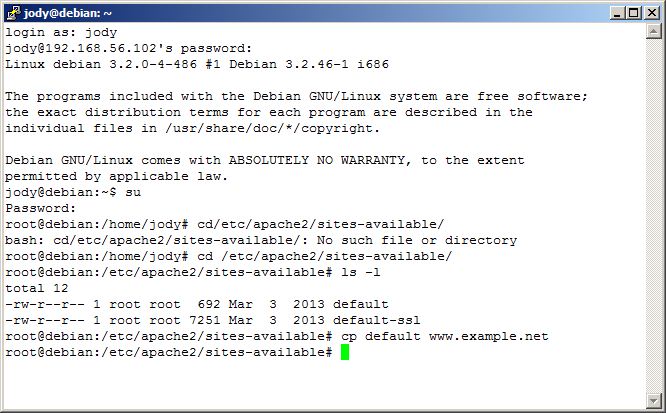 jody@debian: ~
login as: jody
jody@192.168.56.102's password:
Linux debian 3.2.0-4-486 #1 Debian 3.2.46-1 i686
The programs included with the Debian GNU/Linux system are free software;
the exact distribution terms for each program are described in the
individual files in /usr/share/doc/*/copyright.
Debian GNU/Linux comes with ABSOLUTELY NO WARRANTY, to the extent
permitted by applicable law.
jody@debian:~$ su
Password:
root@debian:/home/jody# cd/etc/apache2/sites-available/
bash: cd/etc/apache2/sites-available/: No such file or directory
root@debian:/home/jody# cd /etc/apache2/sites-available/
root@debian:/etc/apache2/sites-available# ls -l
total 12
-rw-r--r-- 1 root root  692 Mar  3  2013 default
-rw-r--r-- 1 root root 7251 Mar  3  2013 default-ssl
root@debian:/etc/apache2/sites-available# cp default www.example.net
root@debian:/etc/apache2/sites-available#